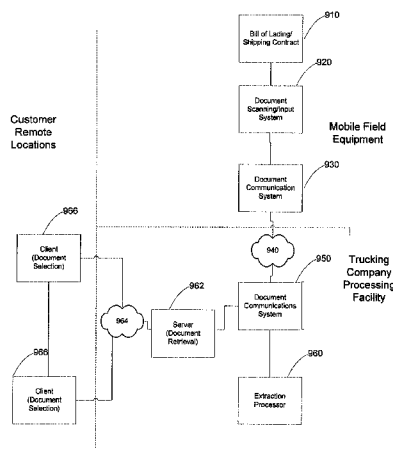 910
Bill of Lading/
Shipping Contract
920
Document
Scanning/Input
System
Customer
Remote
Locations
Mobile Field
Equipment
930
Document
Communication
System
966
Client
(Document
Selection)
940
950
Trucking
Company
Processing
Facility
962
Document
Communications
System
964
Server
(Document
Retrieval)
966
Client
(Document
Selection)
960
Extraction
Processor